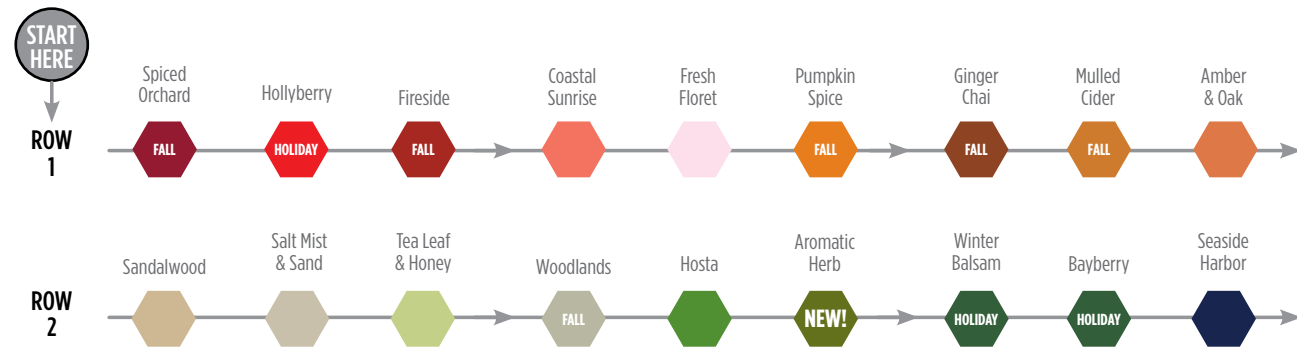 START
HERE
Spiced
Orchard
Hollyberry
Fireside
Coastal
Sunrise
Fresh
Floret
Pumpkin
Spice
Ginger
Chai
Mulled
Cider
Amber
& Oak
ROW
1
FALL
HOLIDAY
FALL
FALL
FALL
FALL
Sandalwood
Salt Mist
& Sand
Tea Leaf
& Honey
Woodlands
Hosta
Aromatic
Herb
Winter
Balsam
Bayberry
Seaside
Harbor
ROW
2
FALL
NEW!
HOLIDAY
HOLIDAY